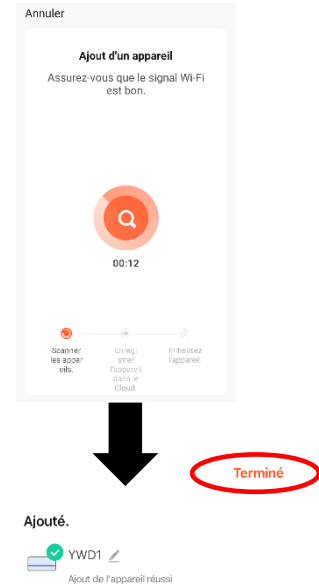 Annuler
Ajout d'un appareil
Assurez-vous que le signal Wi-Fi
est bon.
00:12
Scanner
les appar
eils.
Enregi
strer
l'appareil
dans le
Cloud.
Initialisez
l'appareil.
Terminé
Ajouté.
YWD1
Ajout de l'appareil réussi